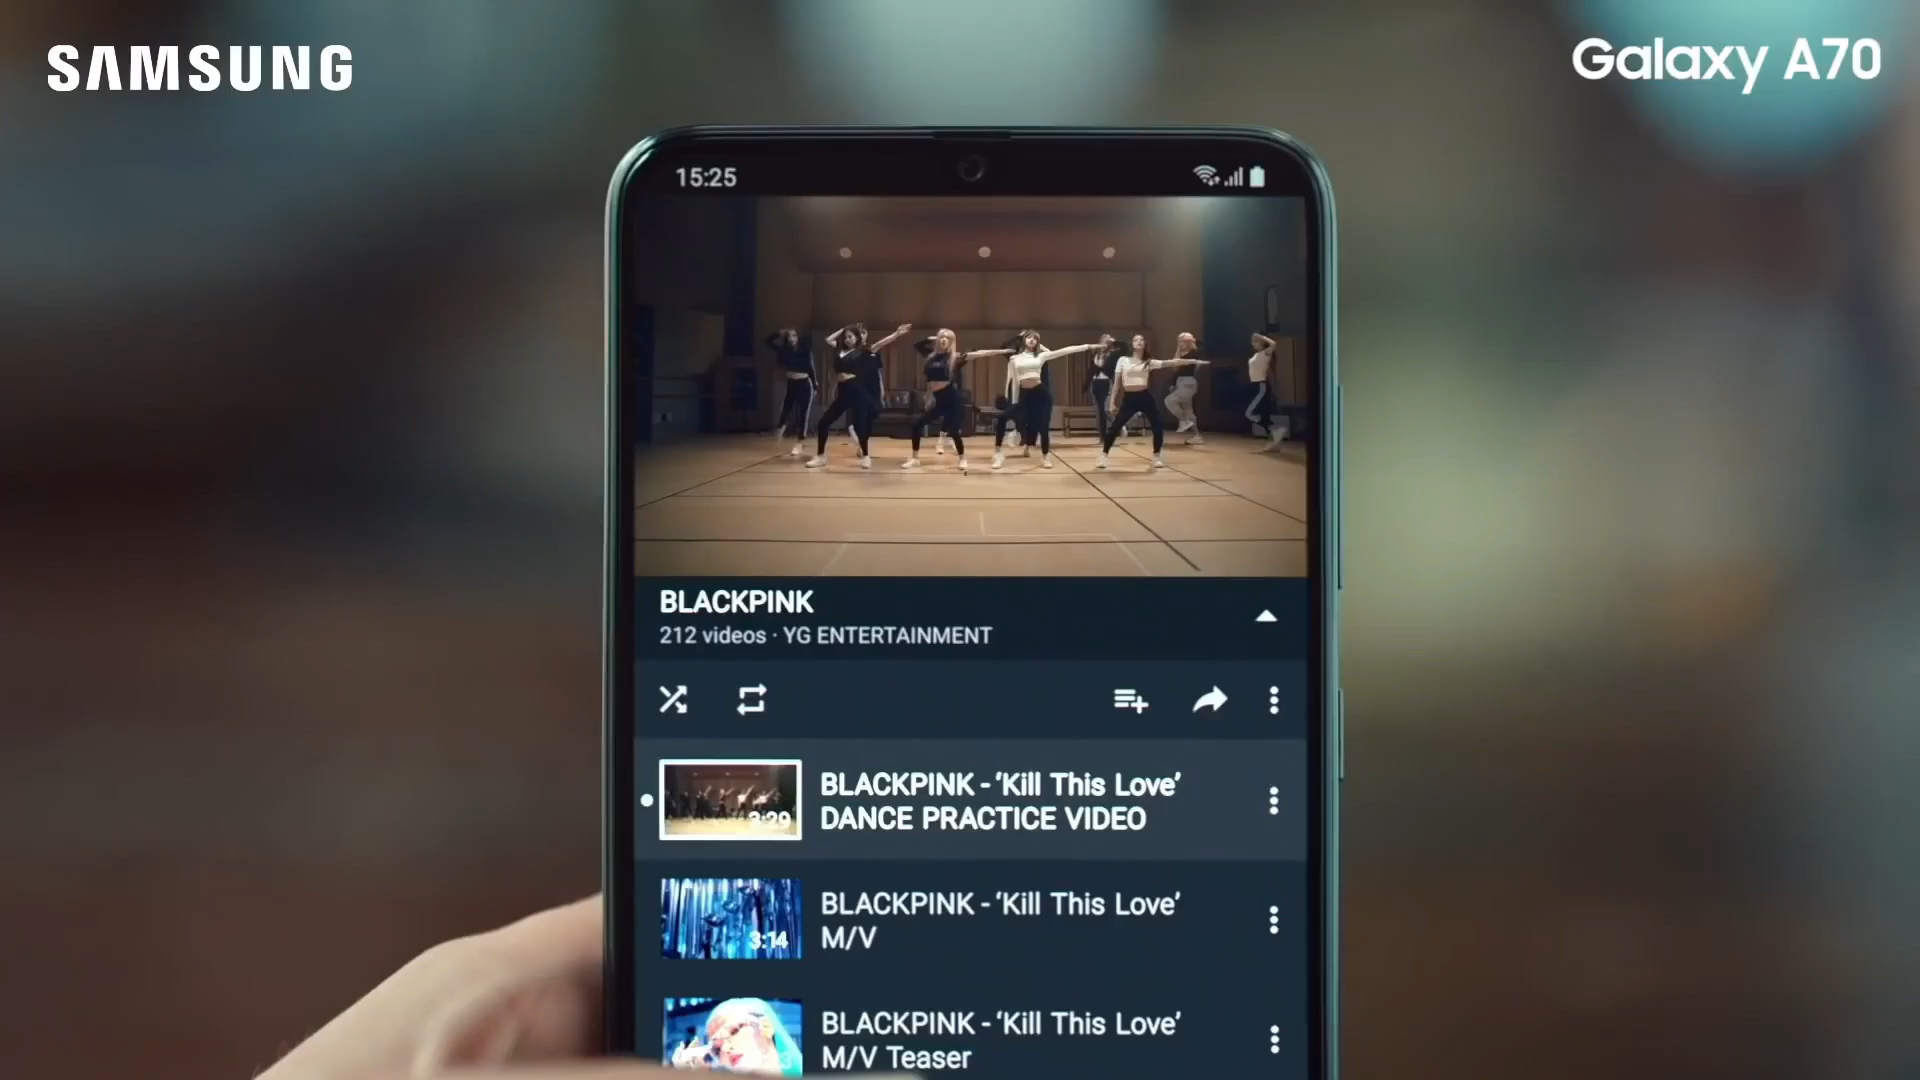 SAMSUNG
Galaxy A70
15:25
BLACKPINK
212 videos · YG ENTERTAINMENT
BLACKPINK - ‘Kill This Love’
DANCE PRACTICE VIDEO
3:29
BLACKPINK - ‘Kill This Love’
M/V
3:14
BLACKPINK - ‘Kill This Love’
M/V Teaser